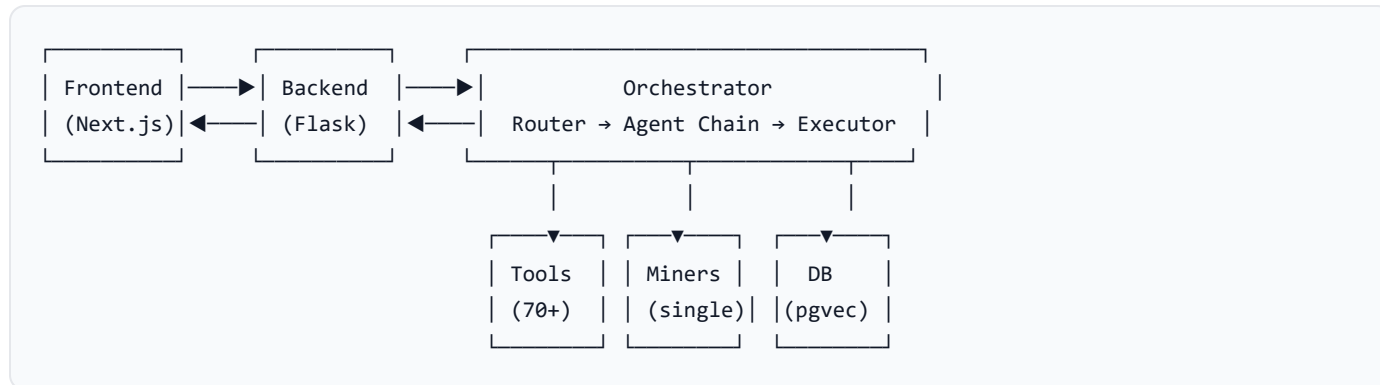 Frontend Backend Orchestrator
(Next.js) (Flask) Router → Agent Chain → Executor
Tools Miners DB
(70+) (single) (pgvec)